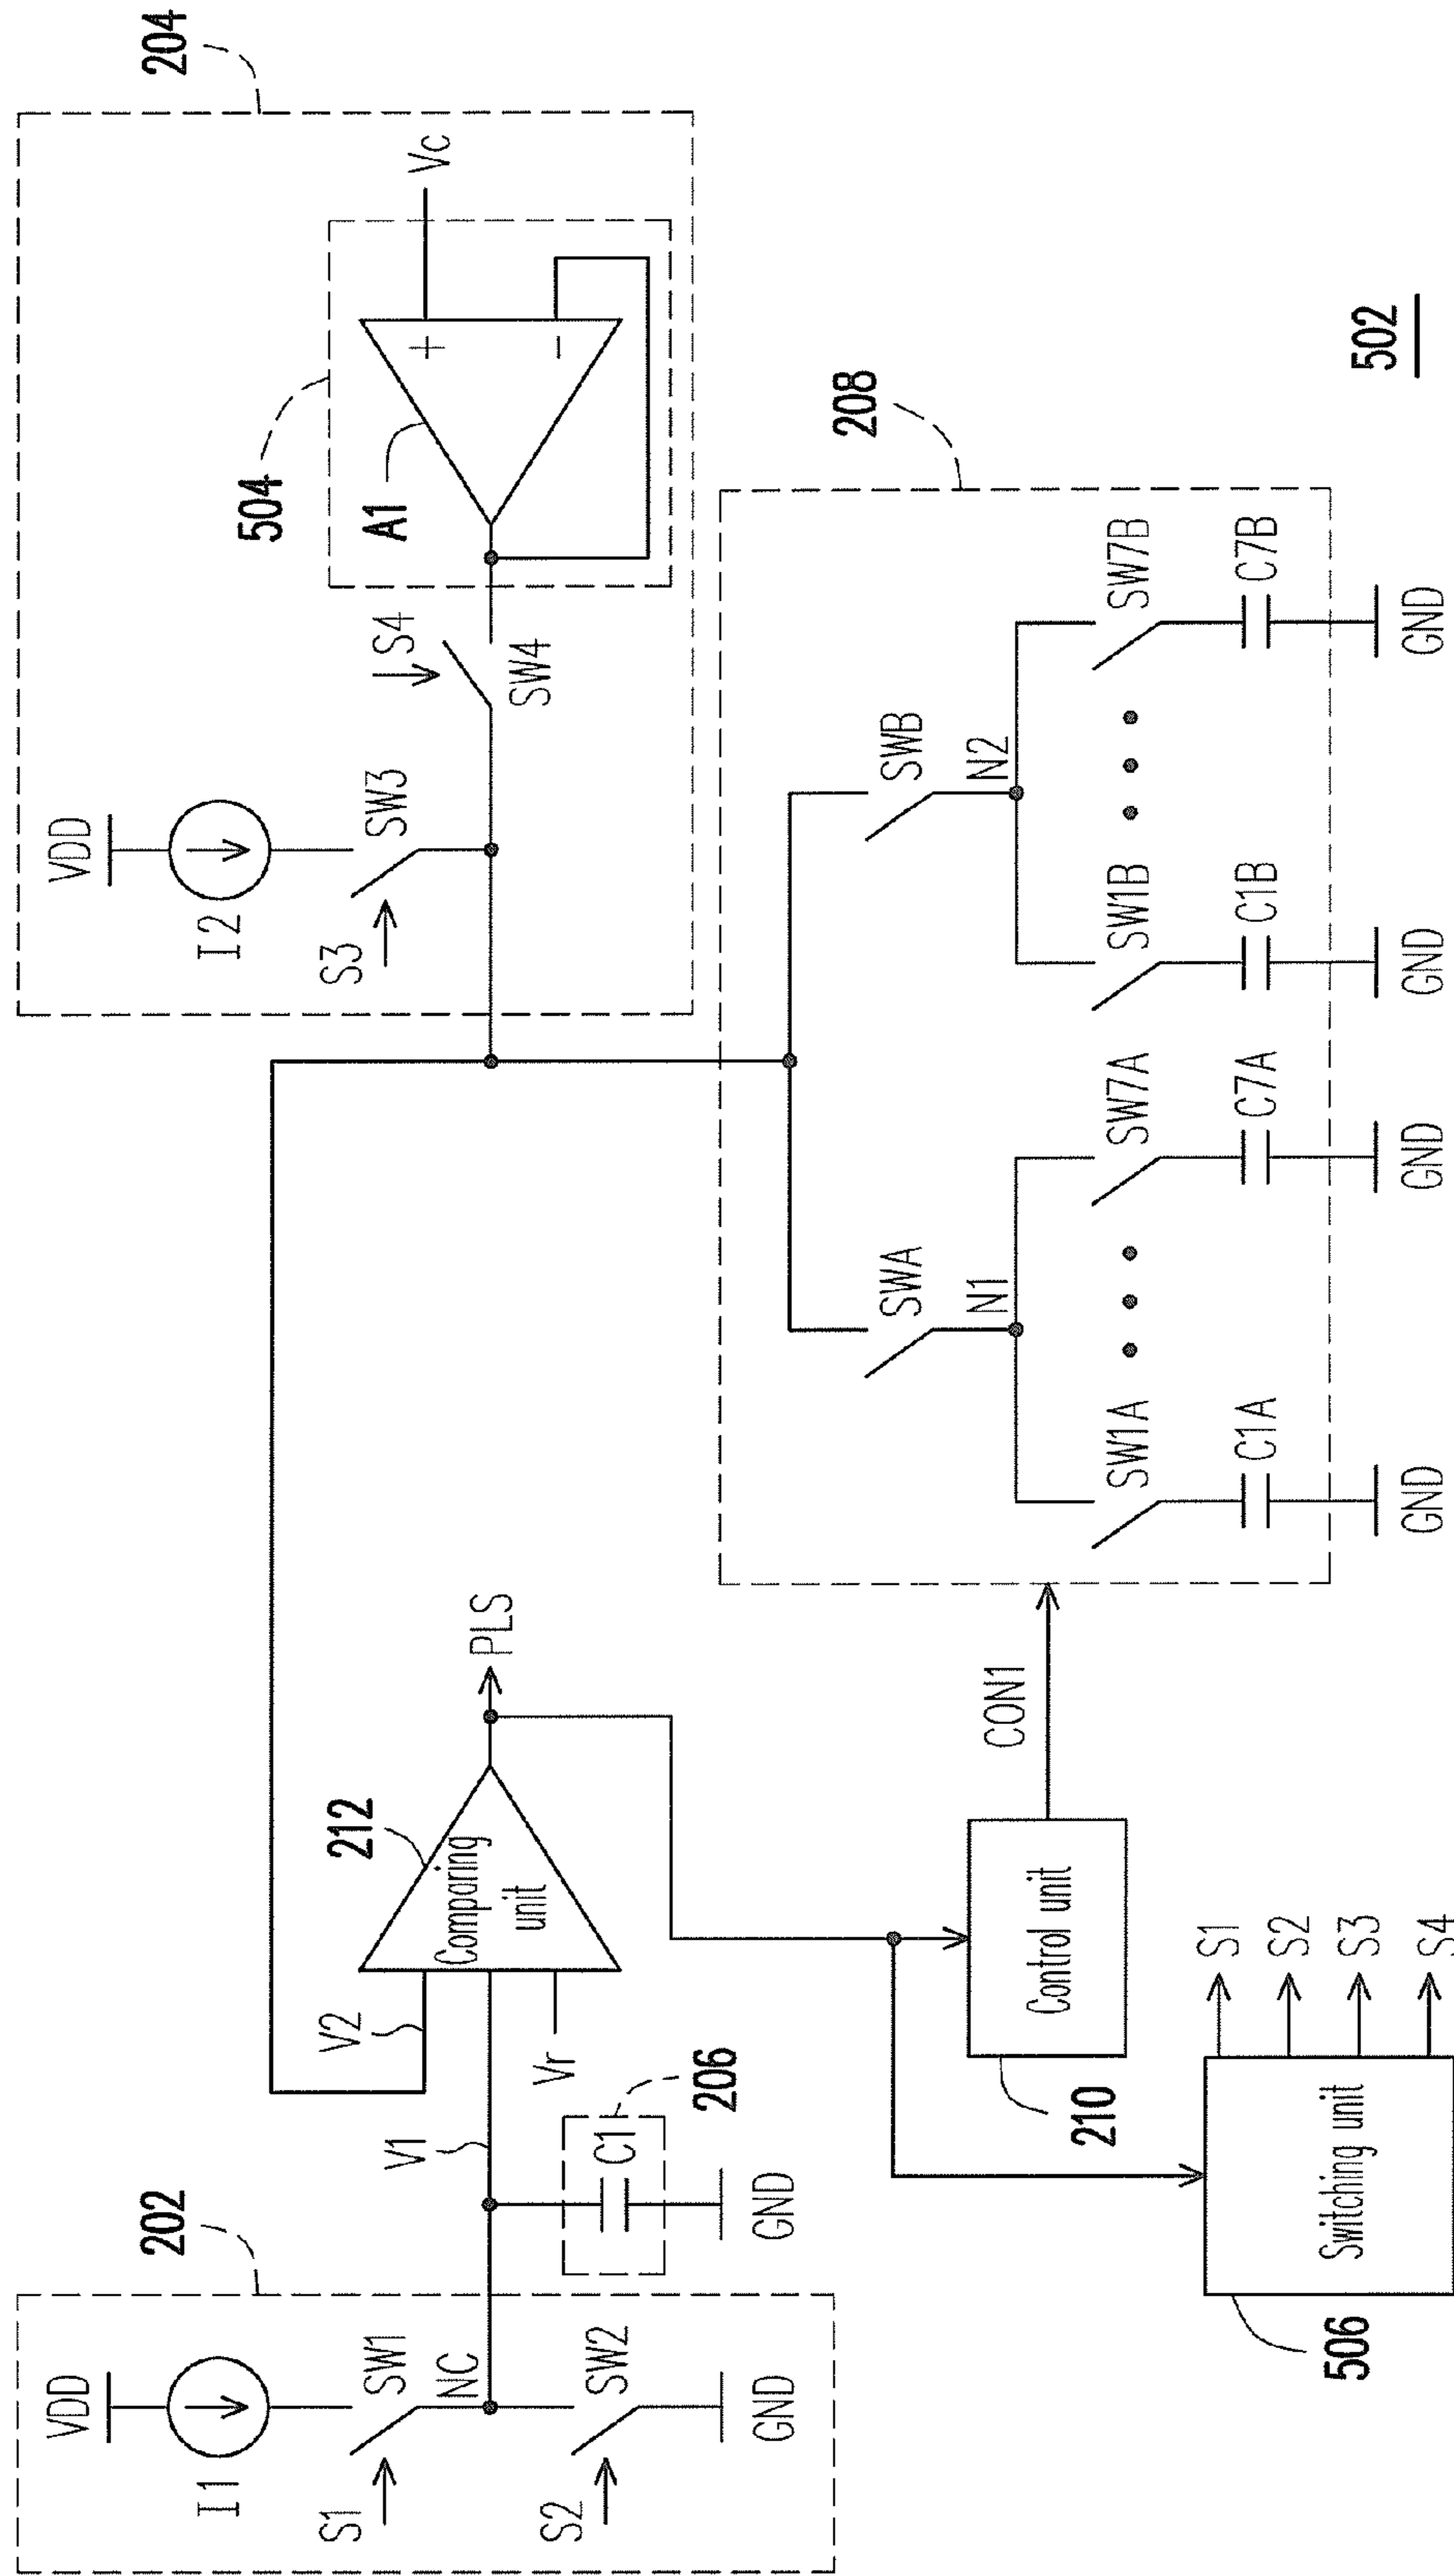 204
VDD
I2
S3
SW3
504
A1
S4
SW4
+
-
Vc
VDD
I1
202
S1
SW1
NC
S2
SW2
GND
V2
V1
Vr
206
C1
GND
212
Comparing
unit
PLS
208
SWA
N1
SWB
N2
SW1A
SW7A
SW1B
SW7B
C1A
C7A
C1B
C7B
GND
GND
GND
GND
CON1
Control unit
210
Switching unit
506
S1
S2
S3
S4
502